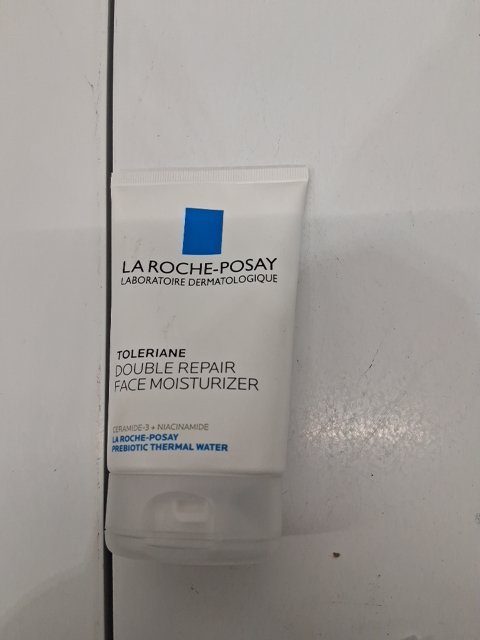 LA ROCHE-POSAY
LABORATOIRE DERMATOLOGIQUE
TOLERIANE
DOUBLE REPAIR
FACE MOISTURIZER
CERAMIDE-3 + NIACINAMIDE
LA ROCHE-POSAY
PREBIOTIC THERMAL WATER